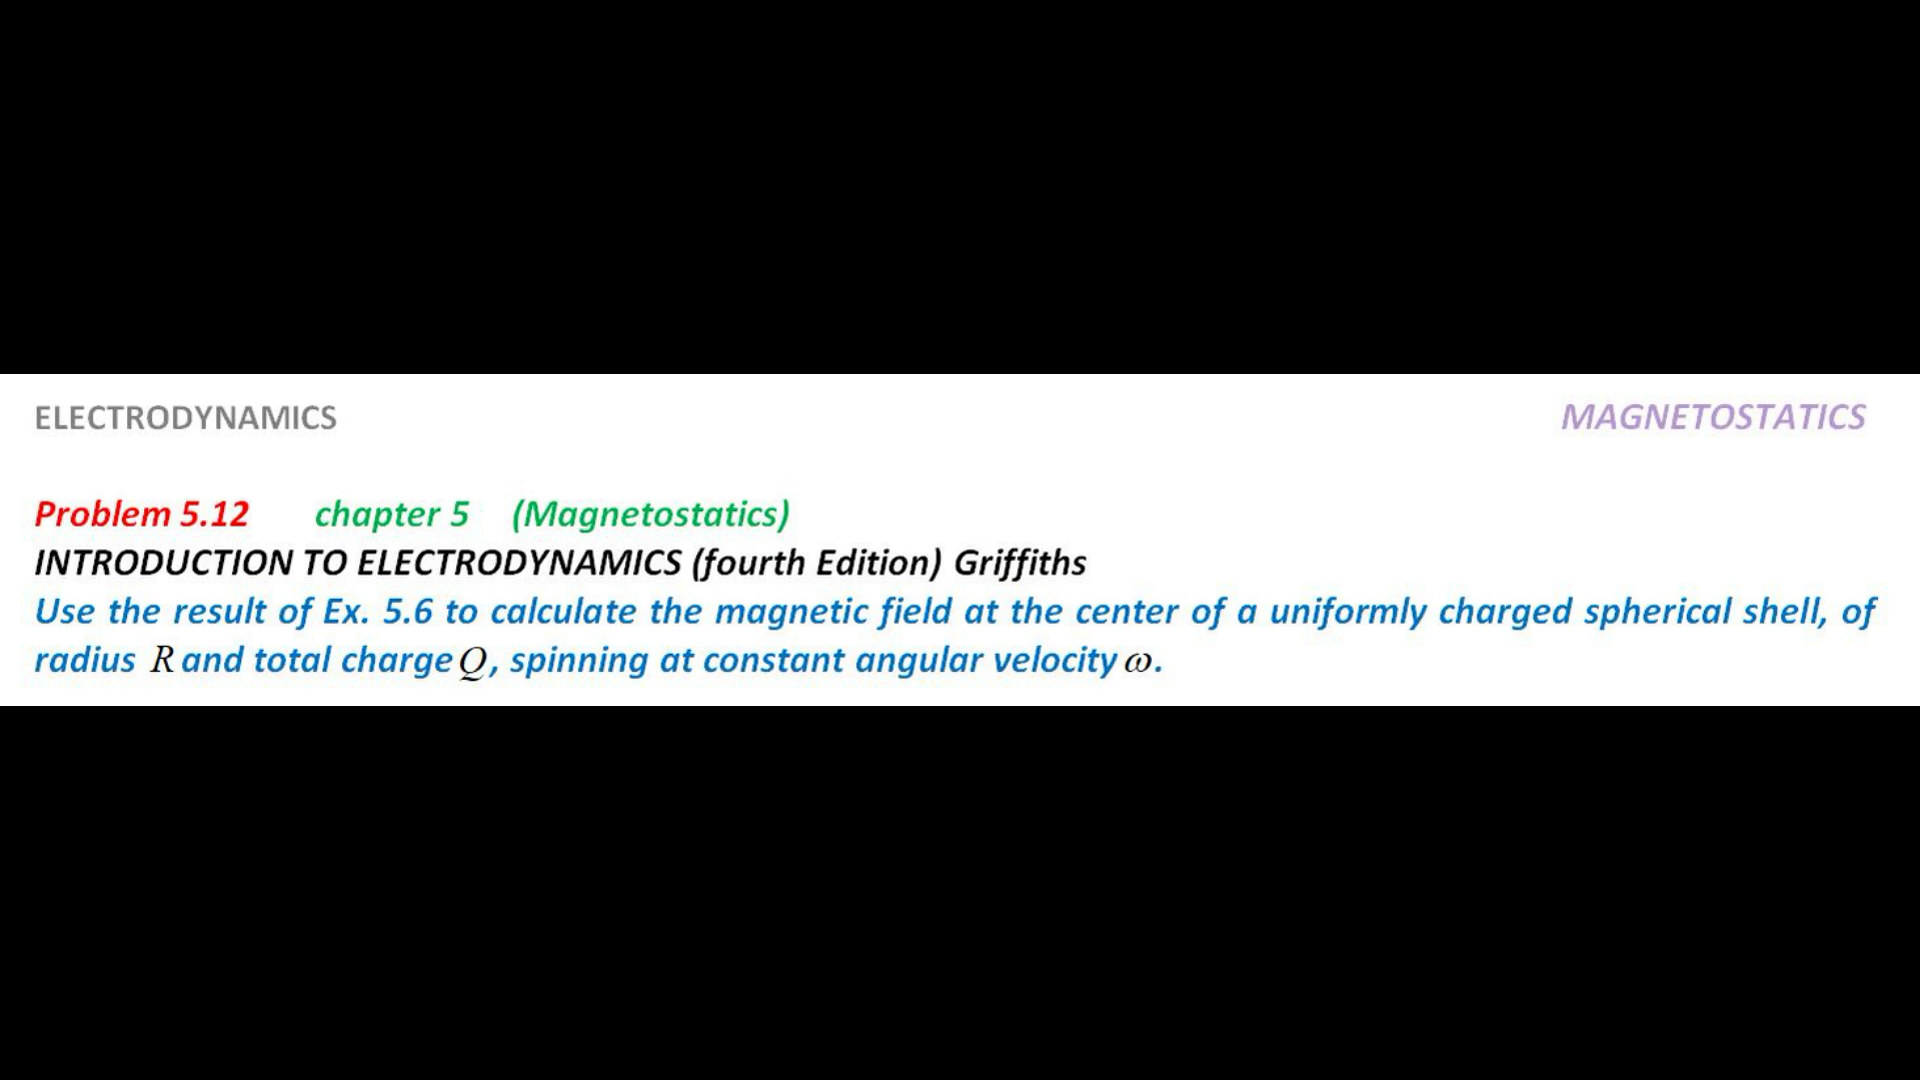 ELECTRODYNAMICS MAGNETOSTATICS
Problem 5.12 chapter 5 (Magnetostatics)
INTRODUCTION TO ELECTRODYNAMICS (fourth Edition) Griffiths
Use the result of Ex. 5.6 to calculate the magnetic field at the center of a uniformly charged spherical shell, of
radius R and total charge Q, spinning at constant angular velocity ω.